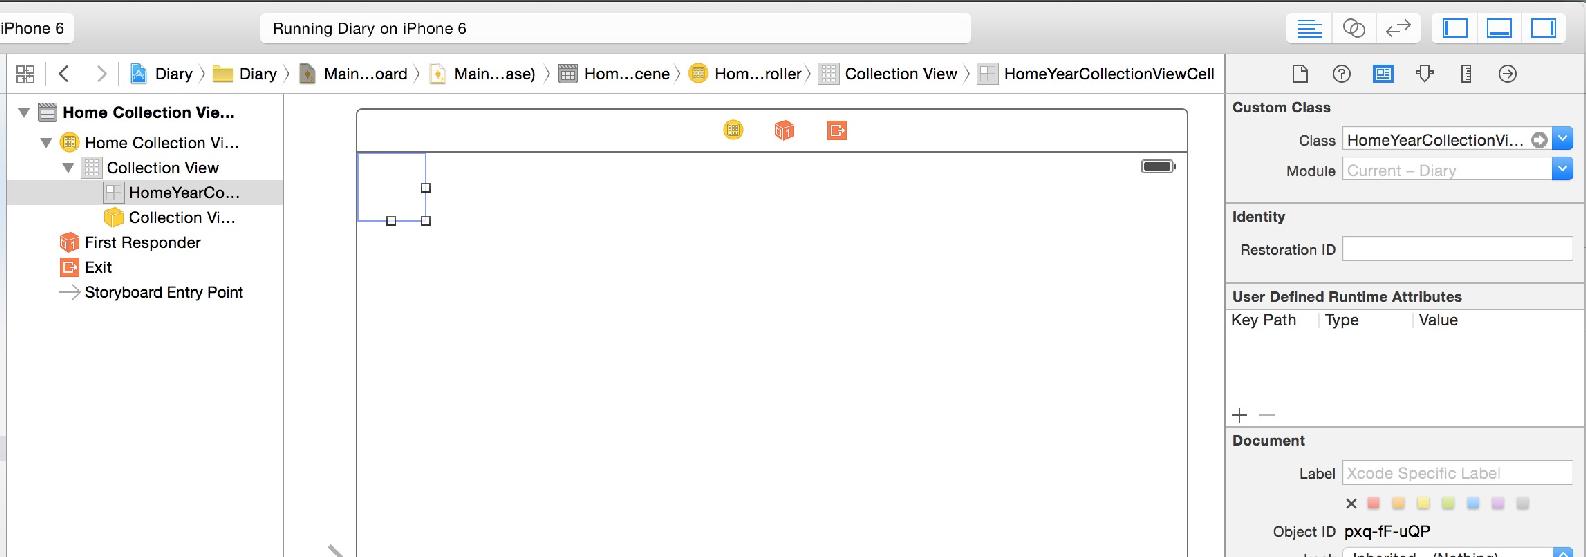 iPhone 6
Running Diary on iPhone 6
Diary
Diary
Main...oard
Main...ase)
Hom...cene
Hom...roller
Collection View
HomeYearCollectionViewCell
Home Collection Vie...
Home Collection Vi...
Collection View
HomeYearCo...
Collection Vi...
First Responder
Exit
Storyboard Entry Point
Custom Class
Class HomeYearCollectionVi...
Module Current – Diary
Identity
Restoration ID
User Defined Runtime Attributes
Key Path Type Value
Document
Label Xcode Specific Label
Object ID pxq-fF-uQP
Inherited - (Nothing)